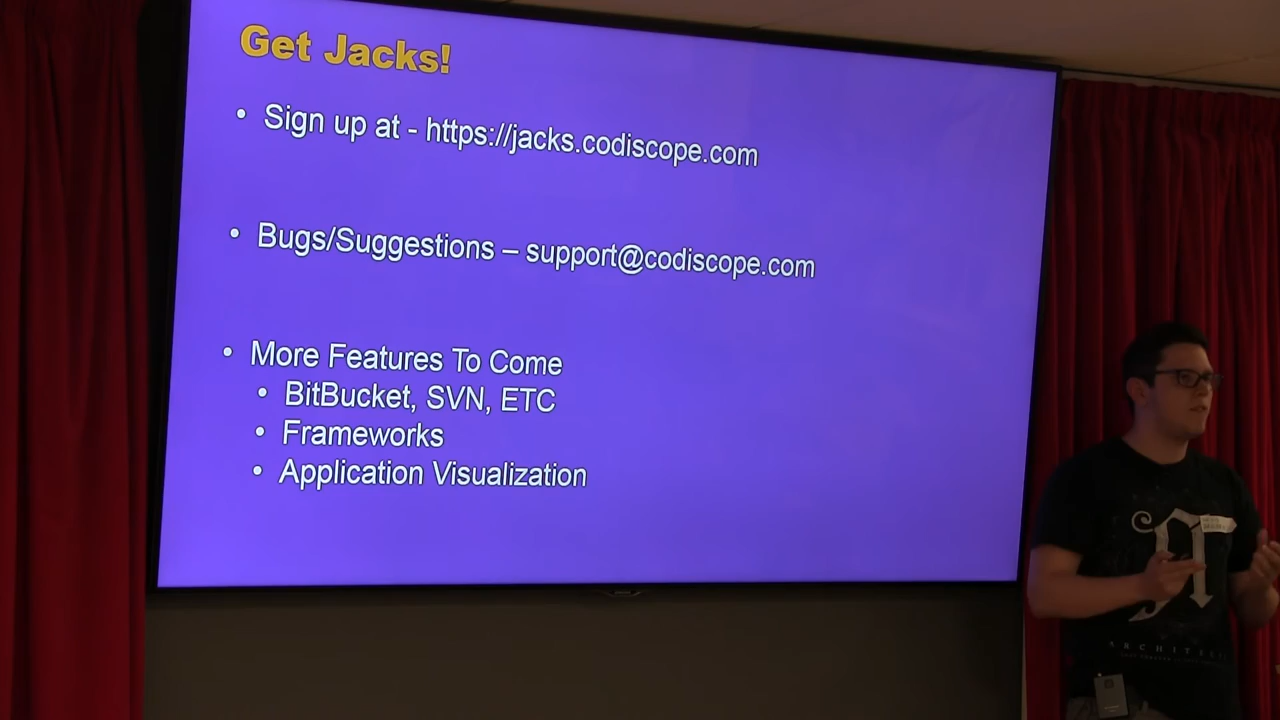 Get Jacks!
• Sign up at - https://jacks.codiscope.com
• Bugs/Suggestions – support@codiscope.com
• More Features To Come
• BitBucket, SVN, ETC
• Frameworks
• Application Visualization